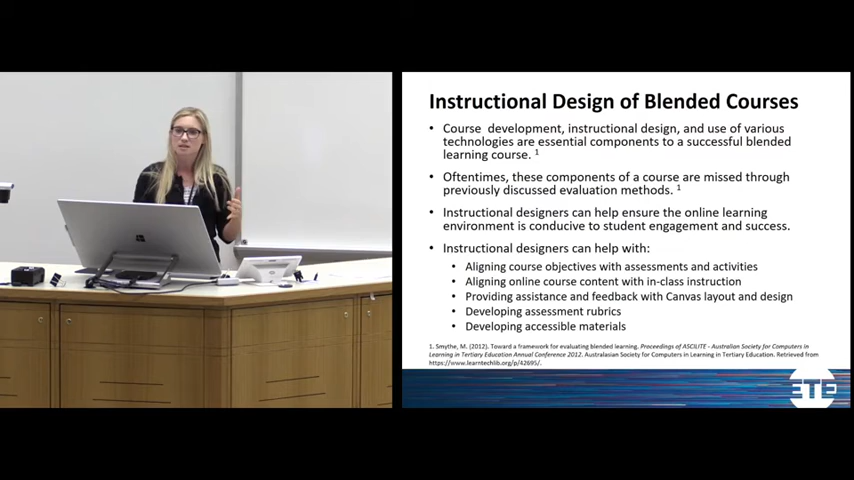 Instructional Design of Blended Courses
• Course development, instructional design, and use of various
technologies are essential components to a successful blended
learning course. 1
• Oftentimes, these components of a course are missed through
previously discussed evaluation methods. 1
• Instructional designers can help ensure the online learning
environment is conducive to student engagement and success.
• Instructional designers can help with:
• Aligning course objectives with assessments and activities
• Aligning online course content with in-class instruction
• Providing assistance and feedback with Canvas layout and design
• Developing assessment rubrics
• Developing accessible materials
1. Smythe, M. (2012). Toward a framework for evaluating blended learning. Proceedings of ASCILITE - Australian Society for Computers in
Learning in Tertiary Education Annual Conference 2012. Australasian Society for Computers in Learning in Tertiary Education. Retrieved from
https://www.learntechlib.org/p/42695/.
ETE